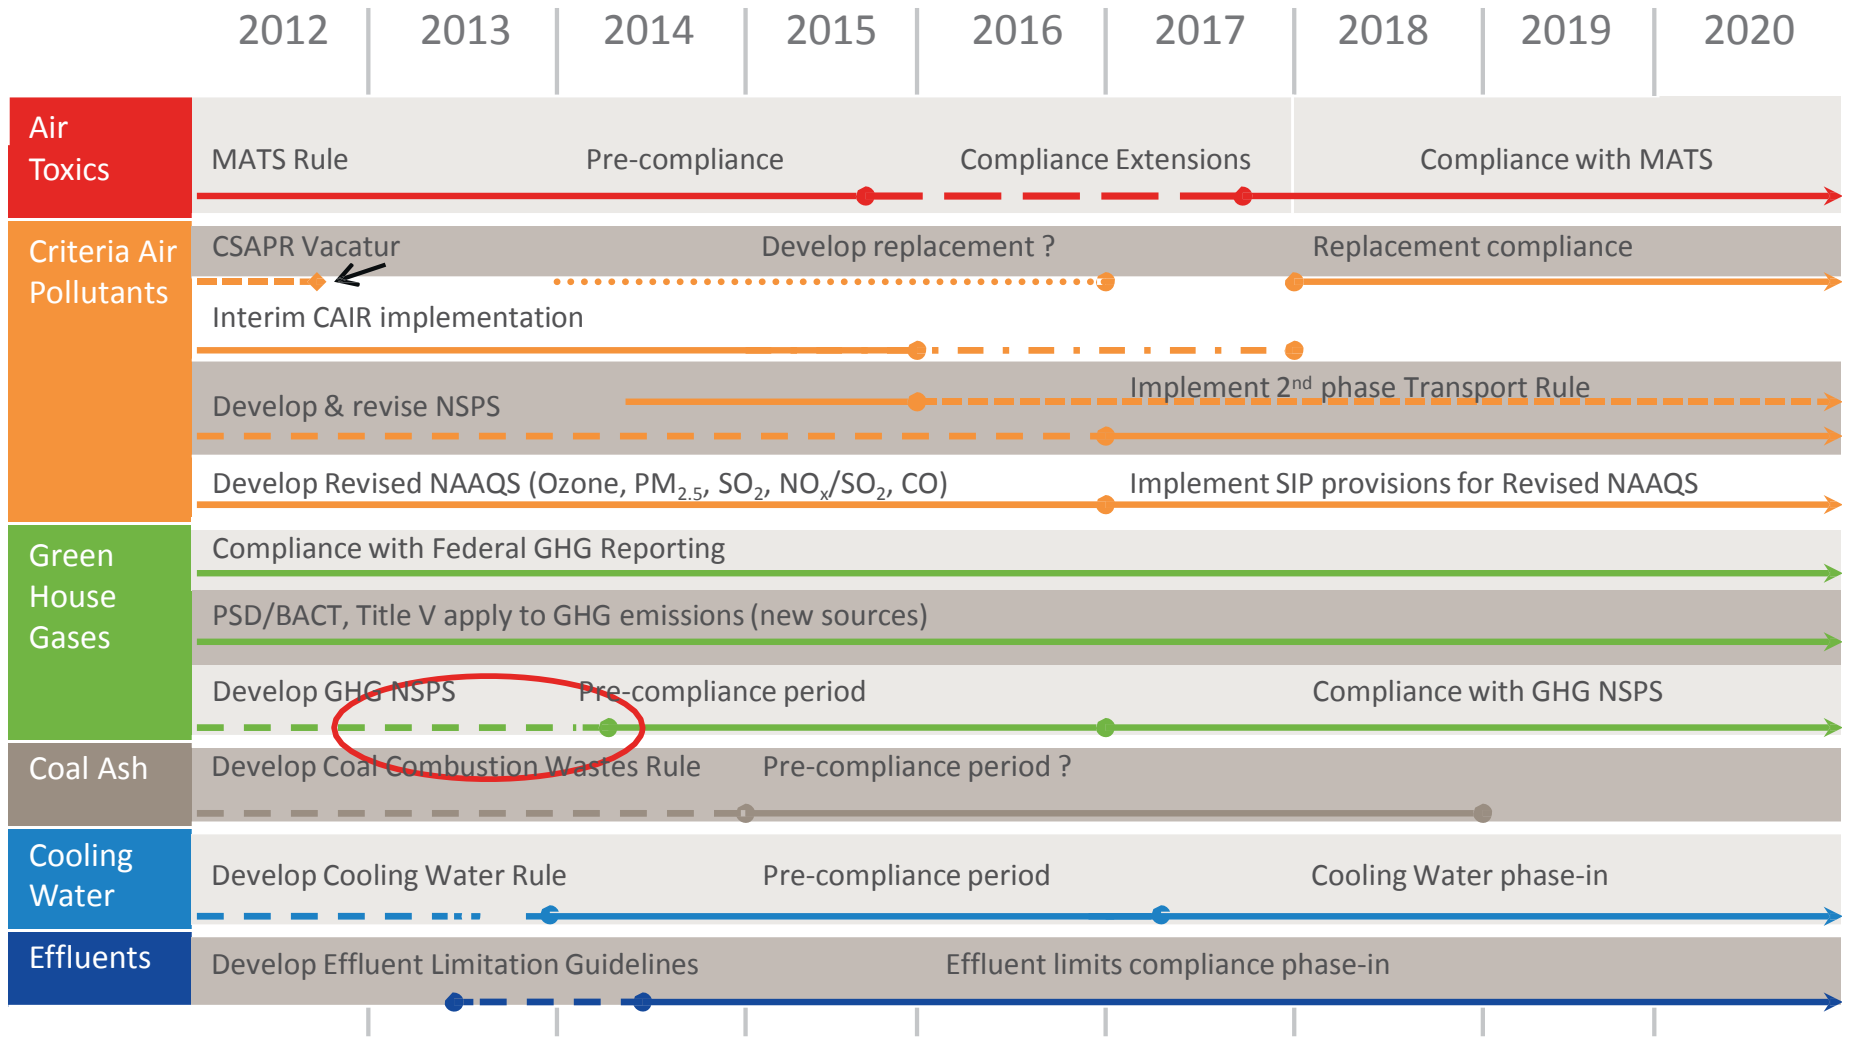 2012 2013 2014 2015 2016 2017 2018 2019 2020
Air
Toxics
MATS Rule Pre-compliance Compliance Extensions Compliance with MATS
Criteria Air
Pollutants
CSAPR Vacatur Develop replacement ? Replacement compliance
Interim CAIR implementation
Implement 2nd phase Transport Rule
Develop & revise NSPS
Develop Revised NAAQS (Ozone, PM2.5, SO2, NOx/SO2, CO) Implement SIP provisions for Revised NAAQS
Green
House
Gases
Compliance with Federal GHG Reporting
PSD/BACT, Title V apply to GHG emissions (new sources)
Develop GHG NSPS Pre-compliance period Compliance with GHG NSPS
Coal Ash
Develop Coal Combustion Wastes Rule Pre-compliance period ?
Cooling
Water
Develop Cooling Water Rule Pre-compliance period Cooling Water phase-in
Effluents
Develop Effluent Limitation Guidelines Effluent limits compliance phase-in